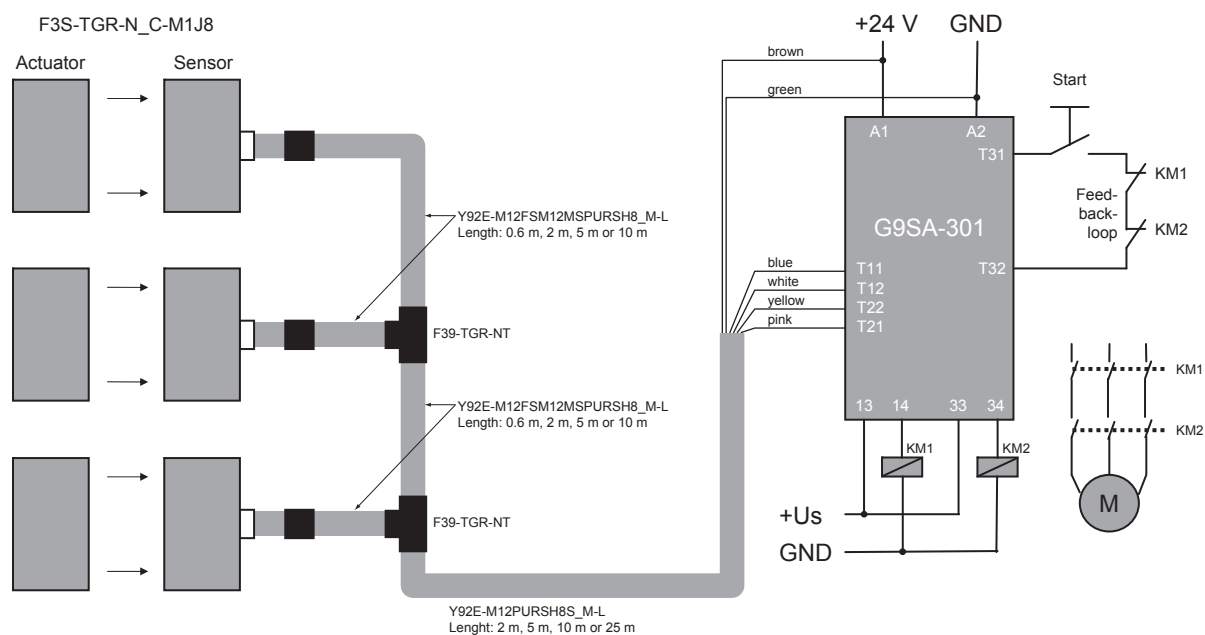 F3S-TGR-N_C-M1J8
Actuator
Sensor
+24 V
GND
brown
green
Start
A1
A2
T31
KM1
Feed-
back-
loop
KM2
Y92E-M12FSM12MSPURSH8_M-L
Length: 0.6 m, 2 m, 5 m or 10 m
G9SA-301
blue
T11
T32
white
T12
yellow
T22
pink
T21
F39-TGR-NT
KM1
Y92E-M12FSM12MSPURSH8_M-L
Length: 0.6 m, 2 m, 5 m or 10 m
13
14
33
34
KM2
KM1
KM2
M
+Us
F39-TGR-NT
GND
Y92E-M12PURSH8S_M-L
Lenght: 2 m, 5 m, 10 m or 25 m